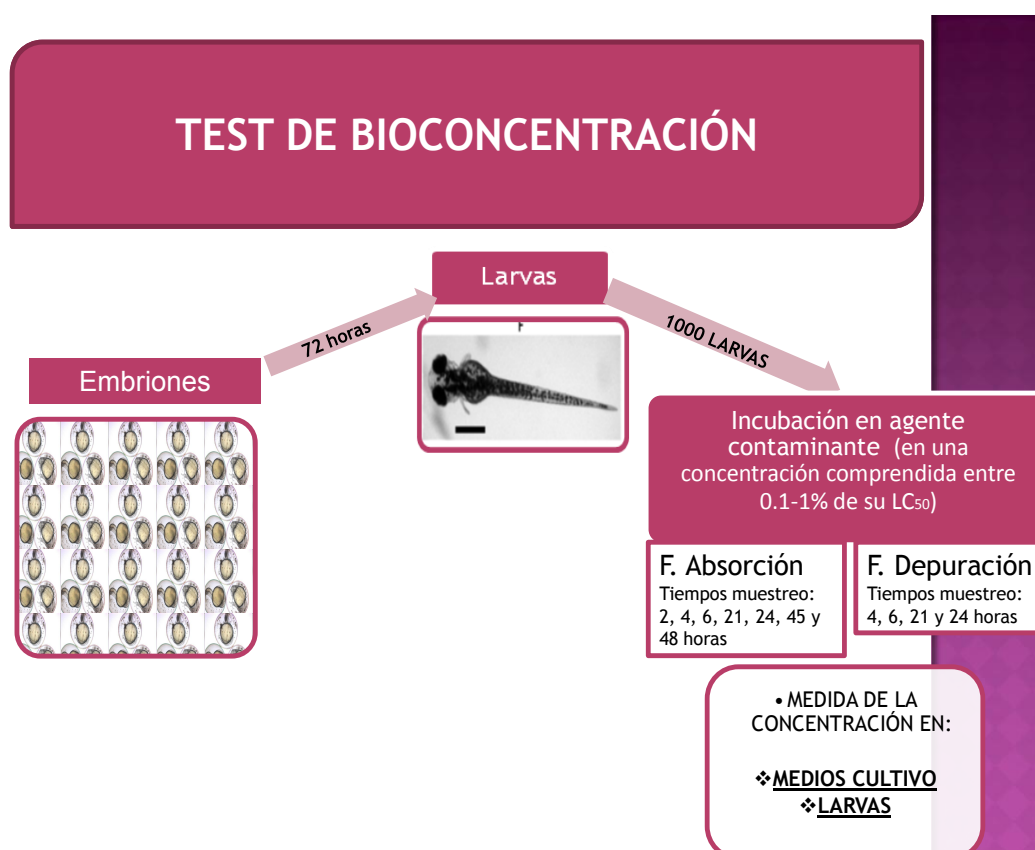 TEST DE BIOCONCENTRACIÓN
Larvas
72 horas
1000 LARVAS
Embriones
Incubación en agente
contaminante (en una
concentración comprendida entre
0.1-1% de su LC50)
F. Absorción
Tiempos muestreo:
2, 4, 6, 21, 24, 45 y
48 horas
F. Depuración
Tiempos muestreo:
4, 6, 21 y 24 horas
• MEDIDA DE LA
CONCENTRACIÓN EN:
❖MEDIOS CULTIVO
❖LARVAS